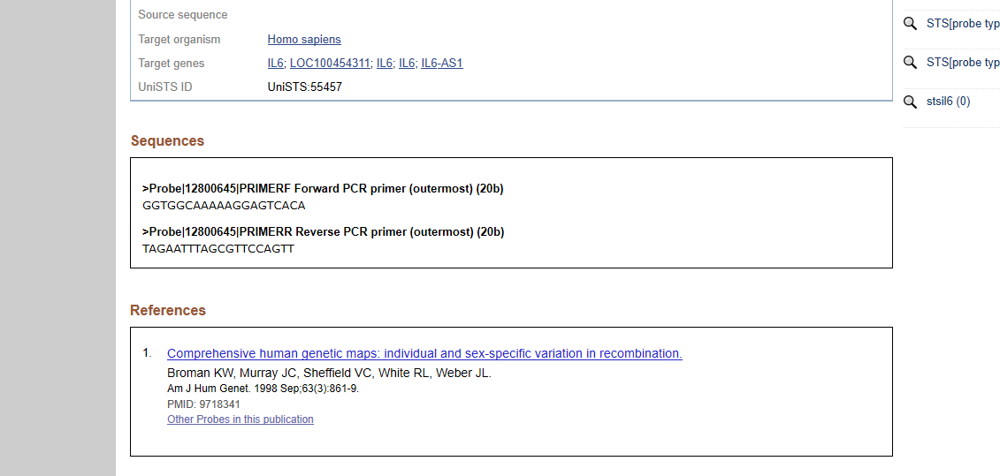 Source sequence
Target organism Homo sapiens
Target genes IL6; LOC100454311; IL6; IL6; IL6-AS1
UniSTS ID UniSTS:55457
Sequences
>Probe|12800645|PRIMERF Forward PCR primer (outermost) (20b)
GGTGGCAAAAAGGAGTCACA
>Probe|12800645|PRIMERR Reverse PCR primer (outermost) (20b)
TAGAATTTAGCGTTCCAGTT
References
1. Comprehensive human genetic maps: individual and sex-specific variation in recombination.
Broman KW, Murray JC, Sheffield VC, White RL, Weber JL.
Am J Hum Genet. 1998 Sep;63(3):861-9.
PMID: 9718341
Other Probes in this publication
STS[probe typ
STS[probe typ
stsil6 (0)